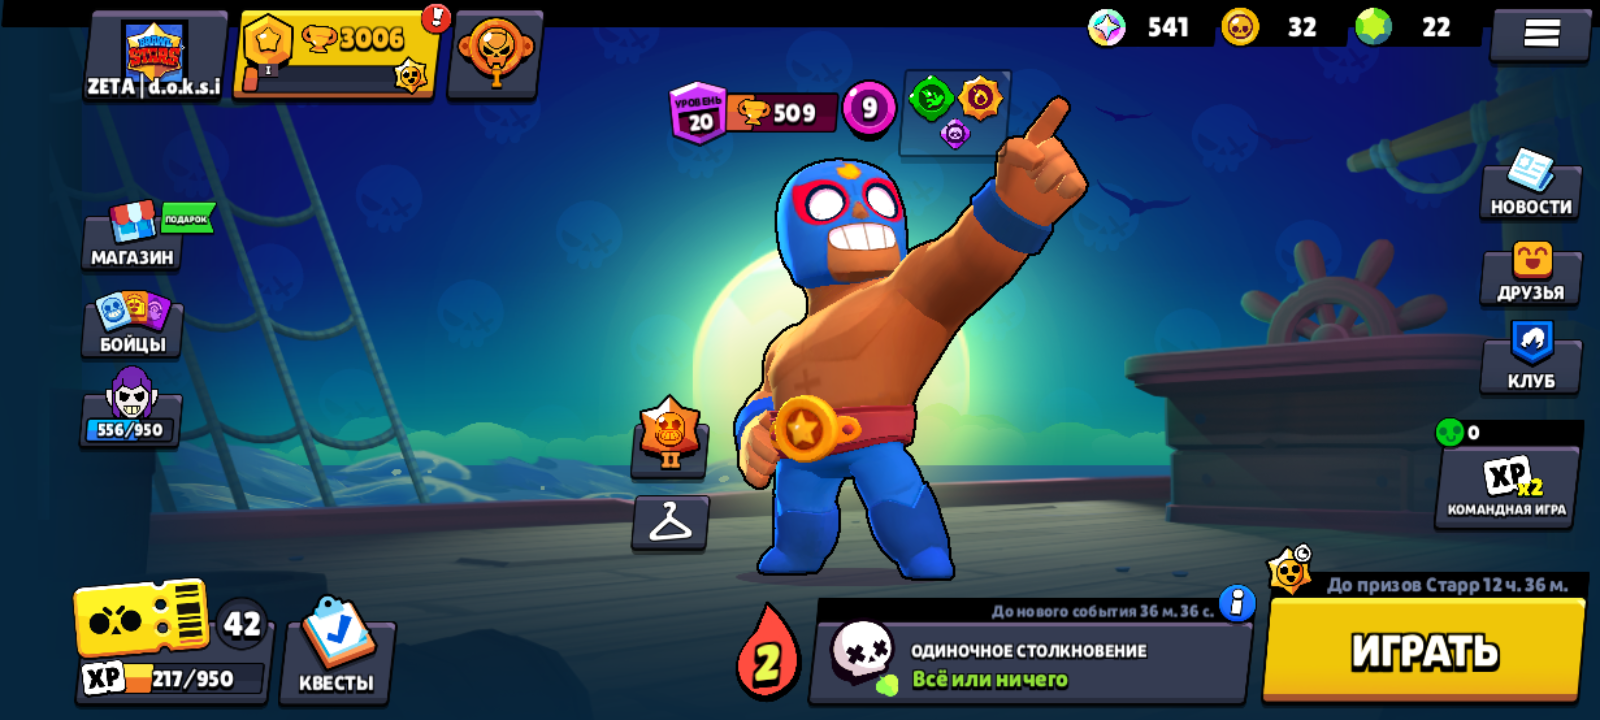 BRAWL STARS
ZETA | d.o.k.s.i
I
3006
541
32
22
УРОВЕНЬ
20
509
9
ПОДАРОК
МАГАЗИН
БОЙЦЫ
556/950
НОВОСТИ
ДРУЗЬЯ
КЛУБ
0
XP x2
КОМАНДНАЯ ИГРА
II
42
XP 217/950
КВЕСТЫ
2
До нового события 36 м. 36 с.
i
ОДИНОЧНОЕ СТОЛКНОВЕНИЕ
Всё или ничего
До призов Старр 12 ч. 36 м.
ИГРАТЬ